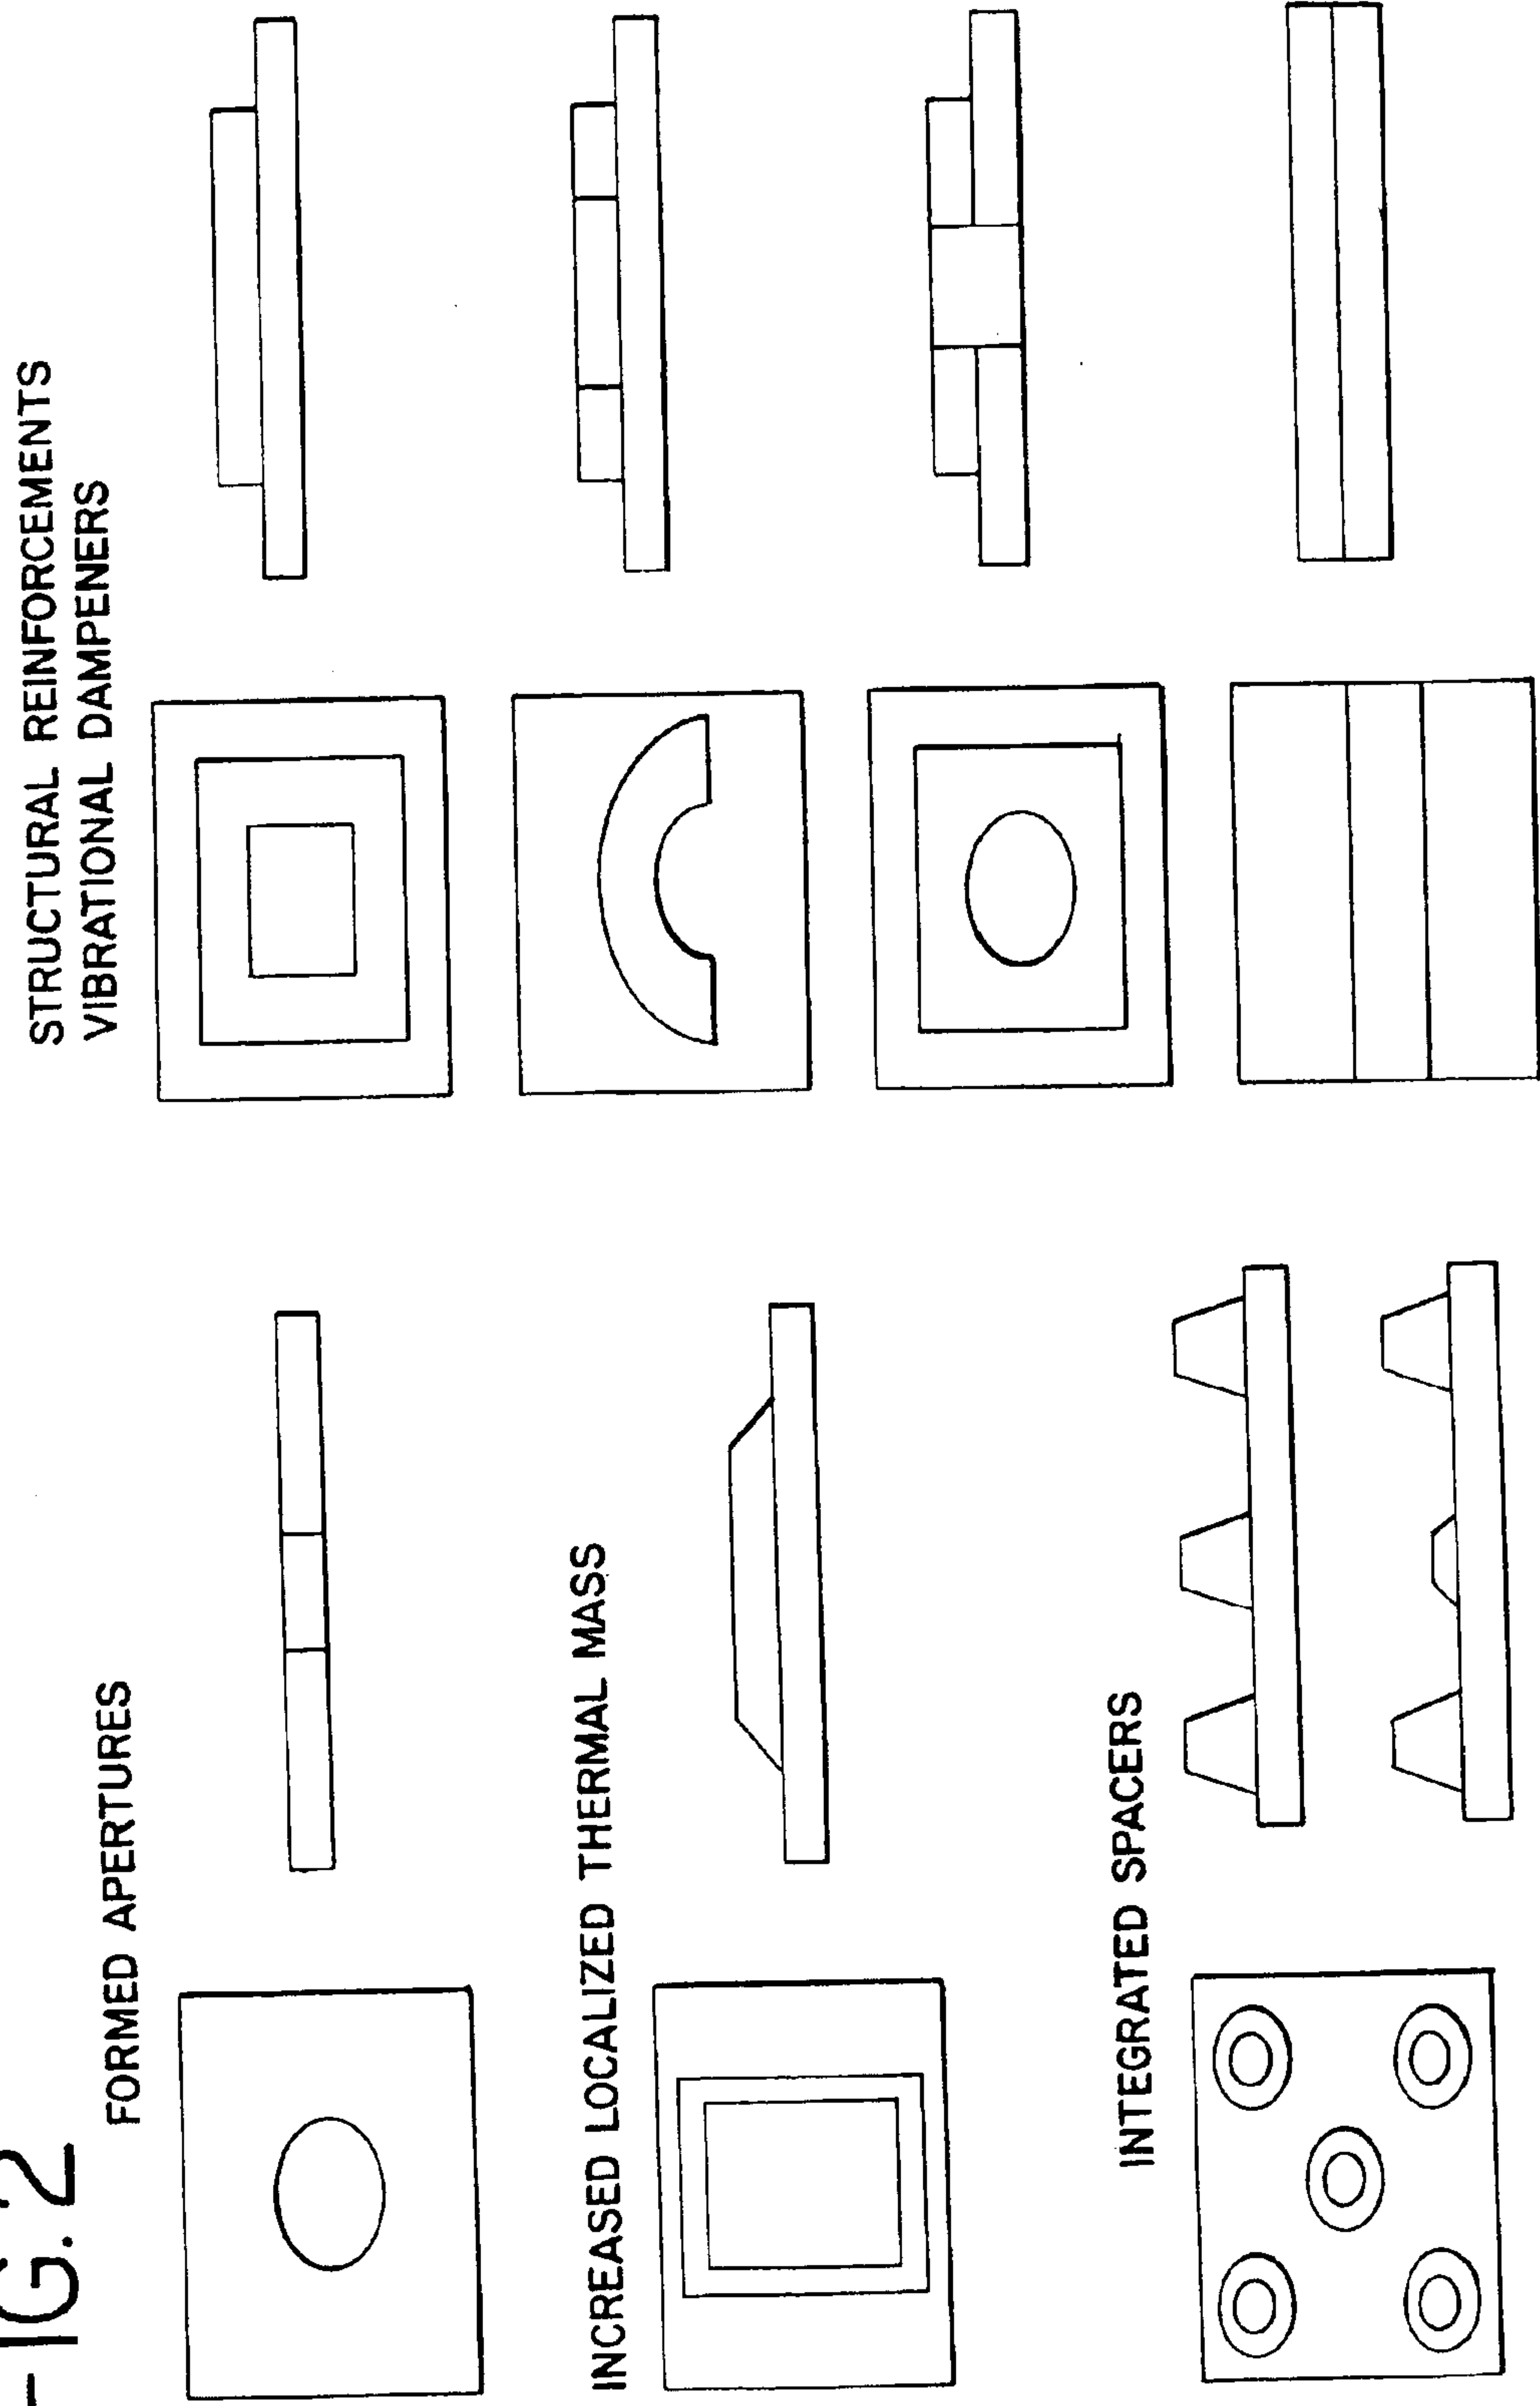 FIG. 2
FORMED APERTURES
INCREASED LOCALIZED THERMAL MASS
INTEGRATED SPACERS
STRUCTURAL REINFORCEMENTS
VIBRATIONAL DAMPENERS